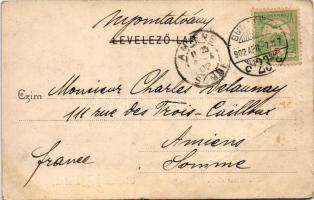 Nyomtatvány
LEVELEZŐ-LAP
Czim
Monsieur Charles Delaunay
111 rue des Trois-Cailloux
Amiens
Somme
France